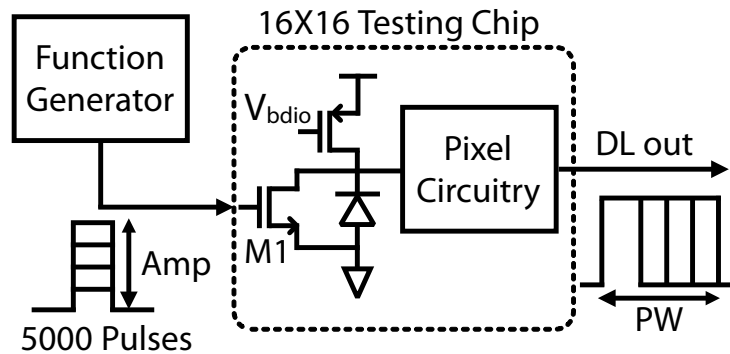 16X16 Testing Chip
Function
Generator
V_bdio
Pixel
Circuitry
DL out
M1
Amp
5000 Pulses
PW